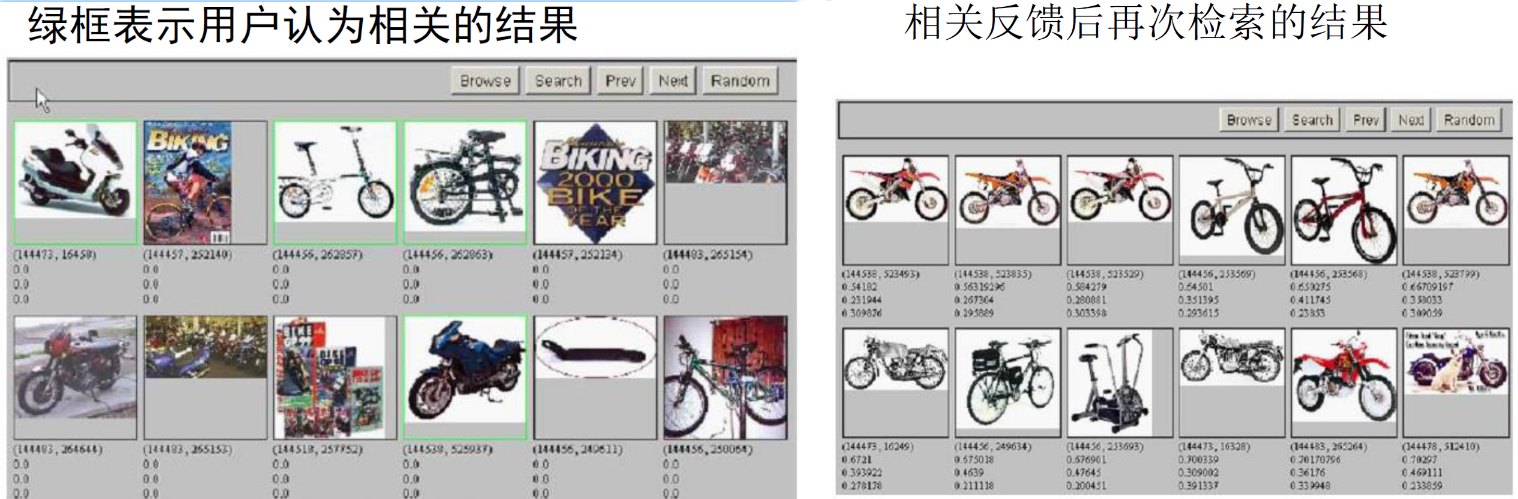 绿框表示用户认为相关的结果
Browse Search Prev Next Random
BIKING
BIKING
2000
BIKE
OF THE
YEAR
(144473, 16458) (144457, 252140) (144456, 262857) (144456, 262863) (144457, 252134) (144483, 265154)
0.0 0.0 0.0 0.0 0.0 0.0
0.0 0.0 0.0 0.0 0.0 0.0
0.0 0.0 0.0 0.0 0.0 0.0
BIKE
(144483, 264644) (144483, 265153) (144518, 257752) (144538, 525937) (144456, 249611) (144456, 250064)
0.0 0.0 0.0 0.0 0.0 0.0
0.0 0.0 0.0 0.0 0.0 0.0
0.0 0.0 0.0 0.0 0.0 0.0
相关反馈后再次检索的结果
Browse Search Prev Next Random
(144538, 523493) (144538, 523835) (144538, 523529) (144456, 253569) (144456, 253568) (144538, 523799)
0.54182 0.56319296 0.584279 0.64501 0.650275 0.66709197
0.231944 0.267304 0.280881 0.351395 0.411745 0.358033
0.309876 0.295889 0.303398 0.293615 0.23853 0.309059
(144473, 16249) (144456, 249634) (144456, 253693) (144473, 16328) (144483, 265264) (144478, 512410)
0.6721 0.675018 0.676901 0.700339 0.70170796 0.70297
0.393922 0.4639 0.47645 0.309002 0.36176 0.469111
0.278178 0.211118 0.200451 0.391337 0.339948 0.233859